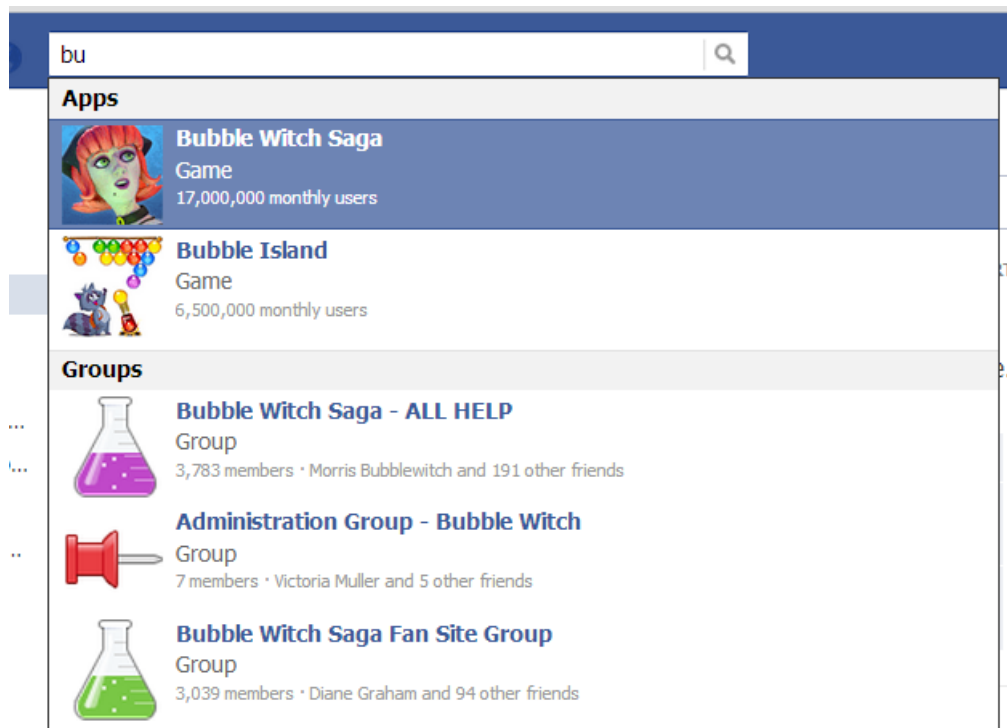 bu
Apps
Bubble Witch Saga
Game
17,000,000 monthly users
Bubble Island
Game
6,500,000 monthly users
Groups
Bubble Witch Saga - ALL HELP
Group
3,783 members · Morris Bubblewitch and 191 other friends
Administration Group - Bubble Witch
Group
7 members · Victoria Muller and 5 other friends
Bubble Witch Saga Fan Site Group
Group
3,039 members · Diane Graham and 94 other friends